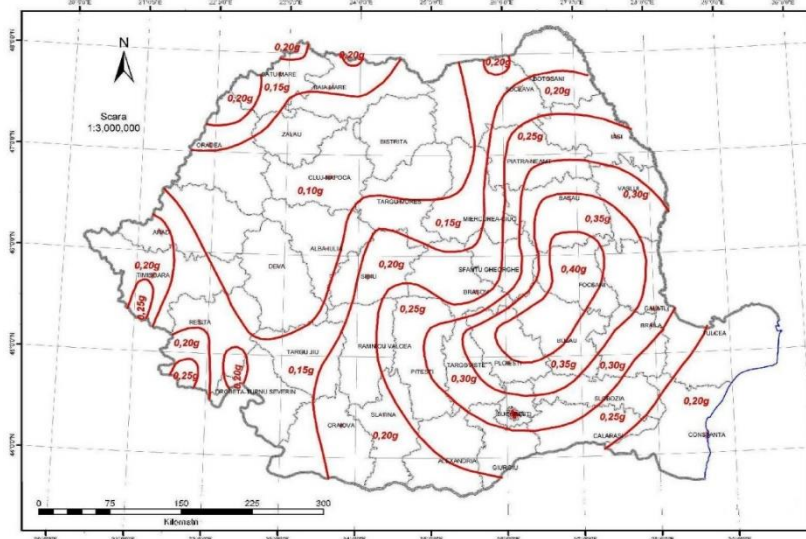 N
Scara
1:3,000,000
0,20g
0,20g
0,20g
SATU MARE
0,20g
0,15g
BAIA-MARE
BOTOSANI
SUCEAVA
0,20g
ORADEA
ZALAU
BISTRITA
0,25g
IASI
PIATRA-NEAMT
CLUJ-NAPOCA
0,10g
TARGU-MURES
BACAU
VASLUI
0,30g
0,15g
MIERCUREA-CIUC
0,35g
ARAD
ALBA-IULIA
0,20g
TIMISOARA
DEVA
SIBIU
0,20g
SFANTU GHEORGHE
0,40g
BRASOV
FOCSANI
0,25g
0,25g
RESITA
GALATI
BRAILA
TULCEA
0,20g
TARGU JIU
RAMNICU VALCEA
BUZAU
0,25g
0,20g
0,15g
PITESTI
TARGOVISTE
PLOIESTI
0,30g
0,35g
0,30g
DROBETA-TURNU SEVERIN
SLOBOZIA
0,20g
BUCURESTI
0,25g
CRAIOVA
SLATINA
0,20g
CALARASI
CONSTANTA
ALEXANDRIA
GIURGIU
0 75 150 225 300
Kilometri